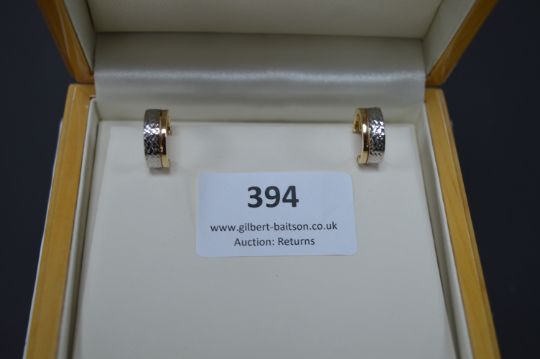 394
www.gilbert-baitson.co.uk
Auction: Returns